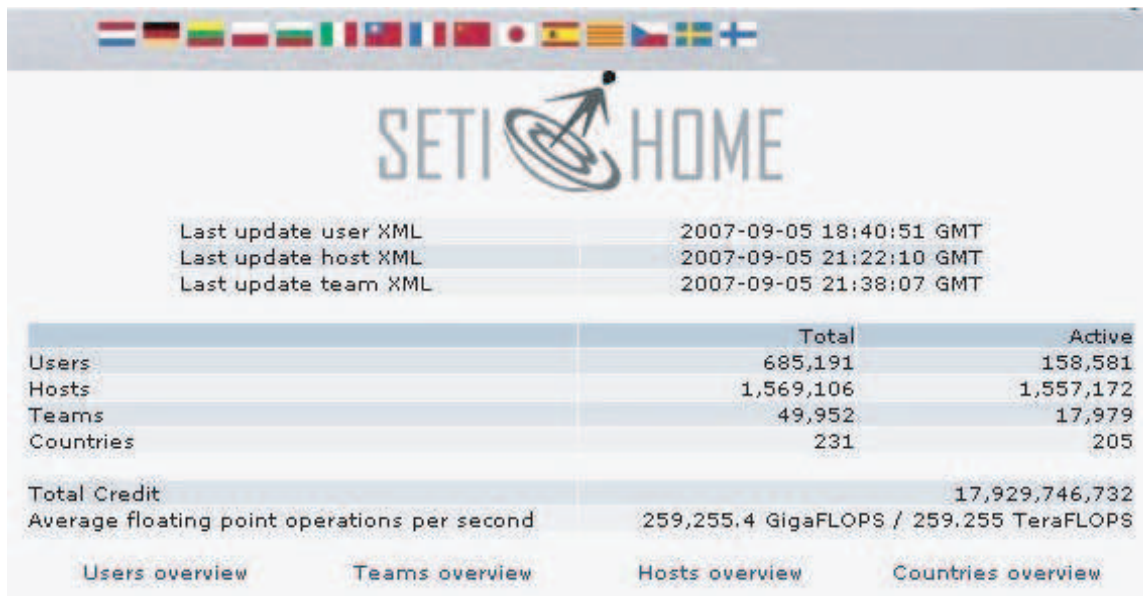 SETI HOME
Last update user XML 2007-09-05 18:40:51 GMT
Last update host XML 2007-09-05 21:22:10 GMT
Last update team XML 2007-09-05 21:38:07 GMT
Total Active
Users 685,191 158,581
Hosts 1,569,106 1,557,172
Teams 49,952 17,979
Countries 231 205
Total Credit 17,929,746,732
Average floating point operations per second 259,255.4 GigaFLOPS / 259.255 TeraFLOPS
Users overview Teams overview Hosts overview Countries overview